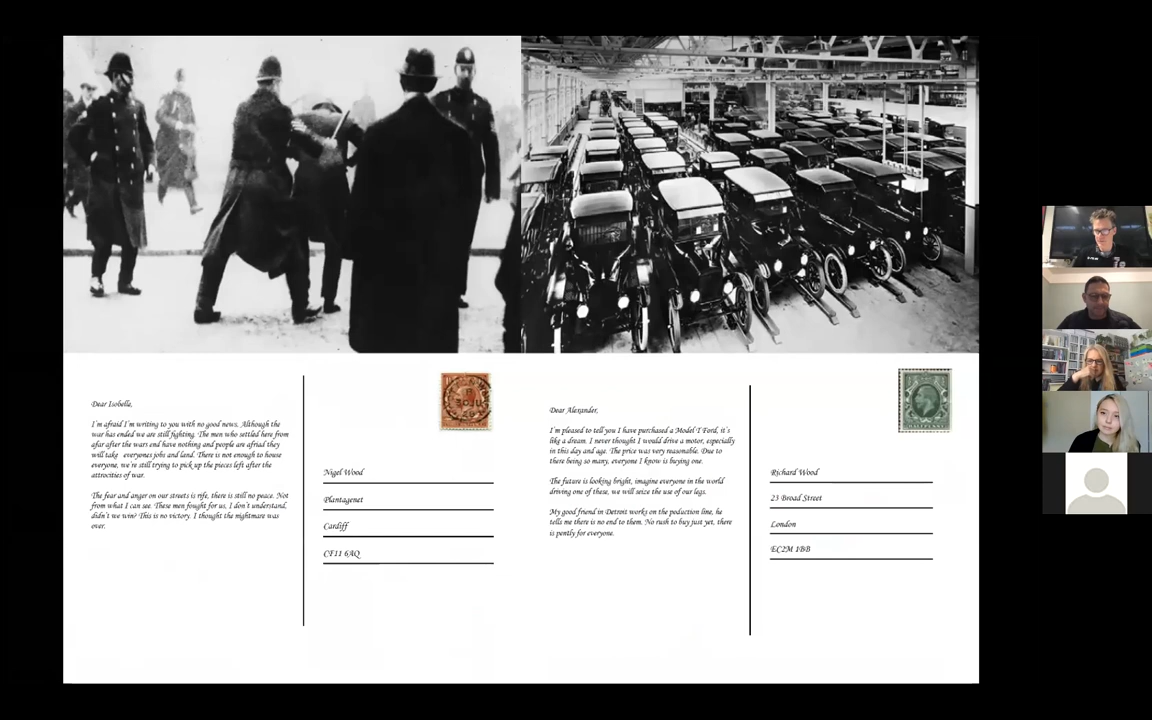 Dear Isobelle,
I'm afraid I'm writing to you with no good news. Although the
war has ended we are still fighting. The men who settled here from
afar after the wars end have nothing and people are afraid they
will take everyones jobs and land. There is not enough to house
everyone, we're still trying to pick up the pieces left after the
attrocities of war.
The fear and anger on our streets is rife, there is still no peace. Not
from what I can see. These men fought for us, I don't understand,
didn't we win? This is no victory. I thought the nightmare was
over.
Nigel Wood
Plantagenet
Cardiff
CF11 6AQ
Dear Alexander,
I'm pleased to tell you I have purchased a Model T Ford, it's
like a dream. I never thought I would drive a motor, especially
in this day and age. The price was very reasonable. Due to
there being so many, everyone I know is buying one.
The future is looking bright, imagine everyone in the world
driving one of these, we will seize the use of our legs.
My good friend in Detroit works on the poduction line, he
tells me there is no end to them. No rush to buy just yet, there
is pently for everyone.
HALFPENNY
Richard Wood
23 Broad Street
London
EC2M 1BB